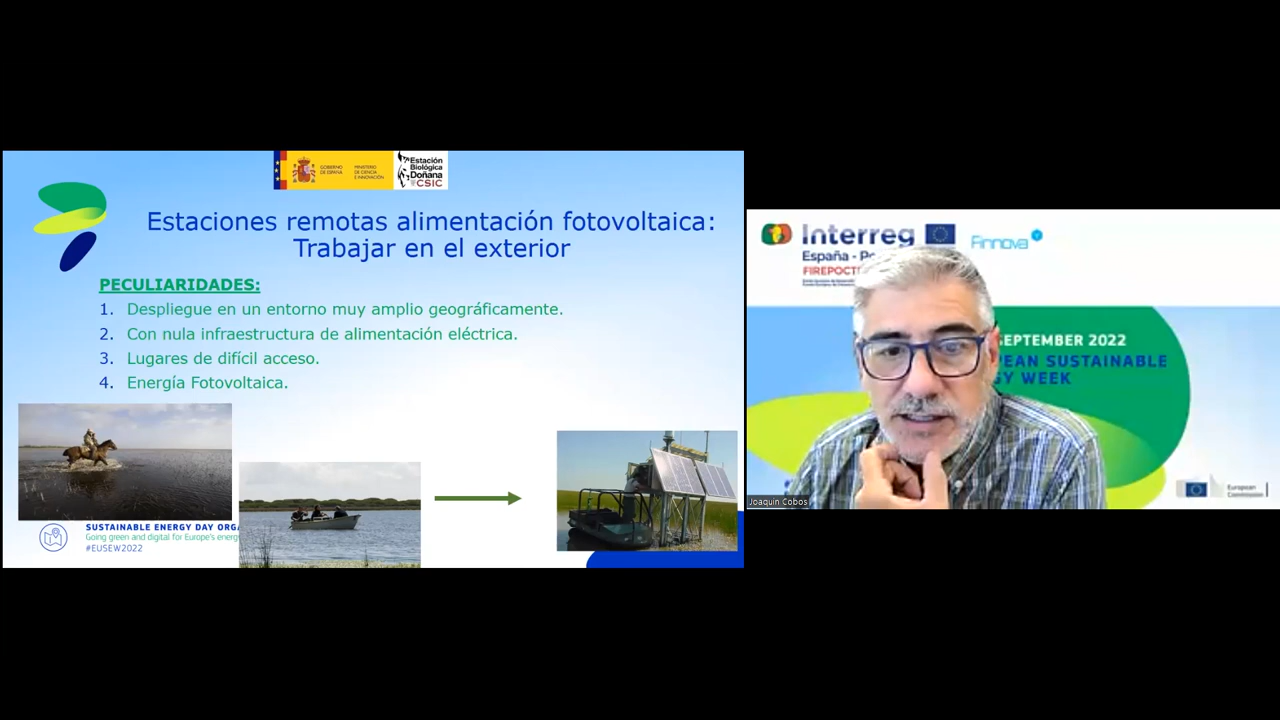 GOBIERNO
DE ESPAÑA
MINISTERIO
DE CIENCIA
E INNOVACIÓN
Estación
Biológica
Doñana
CSIC
Estaciones remotas alimentación fotovoltaica:
Trabajar en el exterior
PECULIARIDADES:
1. Despliegue en un entorno muy amplio geográficamente.
2. Con nula infraestructura de alimentación eléctrica.
3. Lugares de difícil acceso.
4. Energía Fotovoltaica.
SUSTAINABLE ENERGY DAY ORGA
Going green and digital for Europe's energy
#EUSEW2022
Interreg
Finnova
España - Po
FIREPOCT
SEPTEMBER 2022
PEAN SUSTAINABLE
GY WEEK
European
Commission
Joaquín Cobos